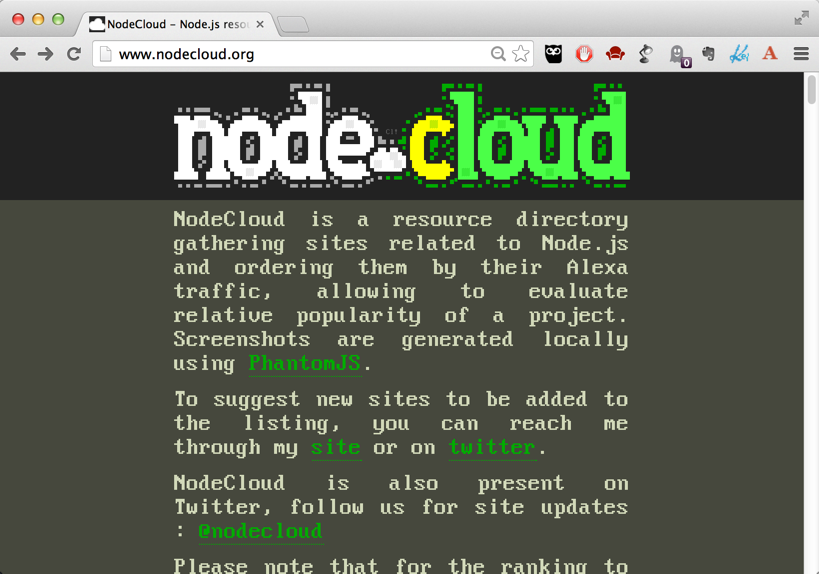 NodeCloud – Node.js reso
www.nodecloud.org
0
A
node.cloud
NodeCloud is a resource directory
gathering sites related to Node.js
and ordering them by their Alexa
traffic, allowing to evaluate
relative popularity of a project.
Screenshots are generated locally
using PhantomJS.
To suggest new sites to be added to
the listing, you can reach me
through my site or on twitter.
NodeCloud is also present on
Twitter, follow us for site updates
: @nodecloud
Please note that for the ranking to